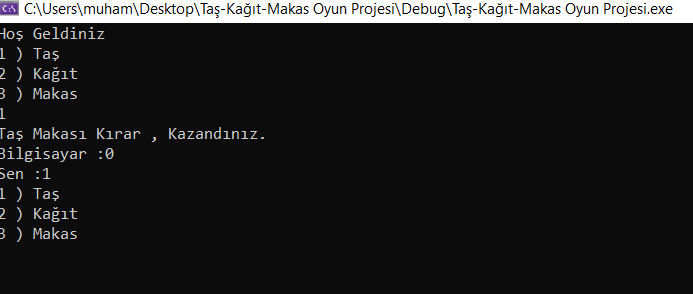 C:\Users\muham\Desktop\Taş-Kağıt-Makas Oyun Projesi\Debug\Taş-Kağıt-Makas Oyun Projesi.exe
Hoş Geldiniz
1 ) Taş
2 ) Kağıt
3 ) Makas
1
Taş Makası Kırar , Kazandınız.
Bilgisayar :0
Sen :1
1 ) Taş
2 ) Kağıt
3 ) Makas